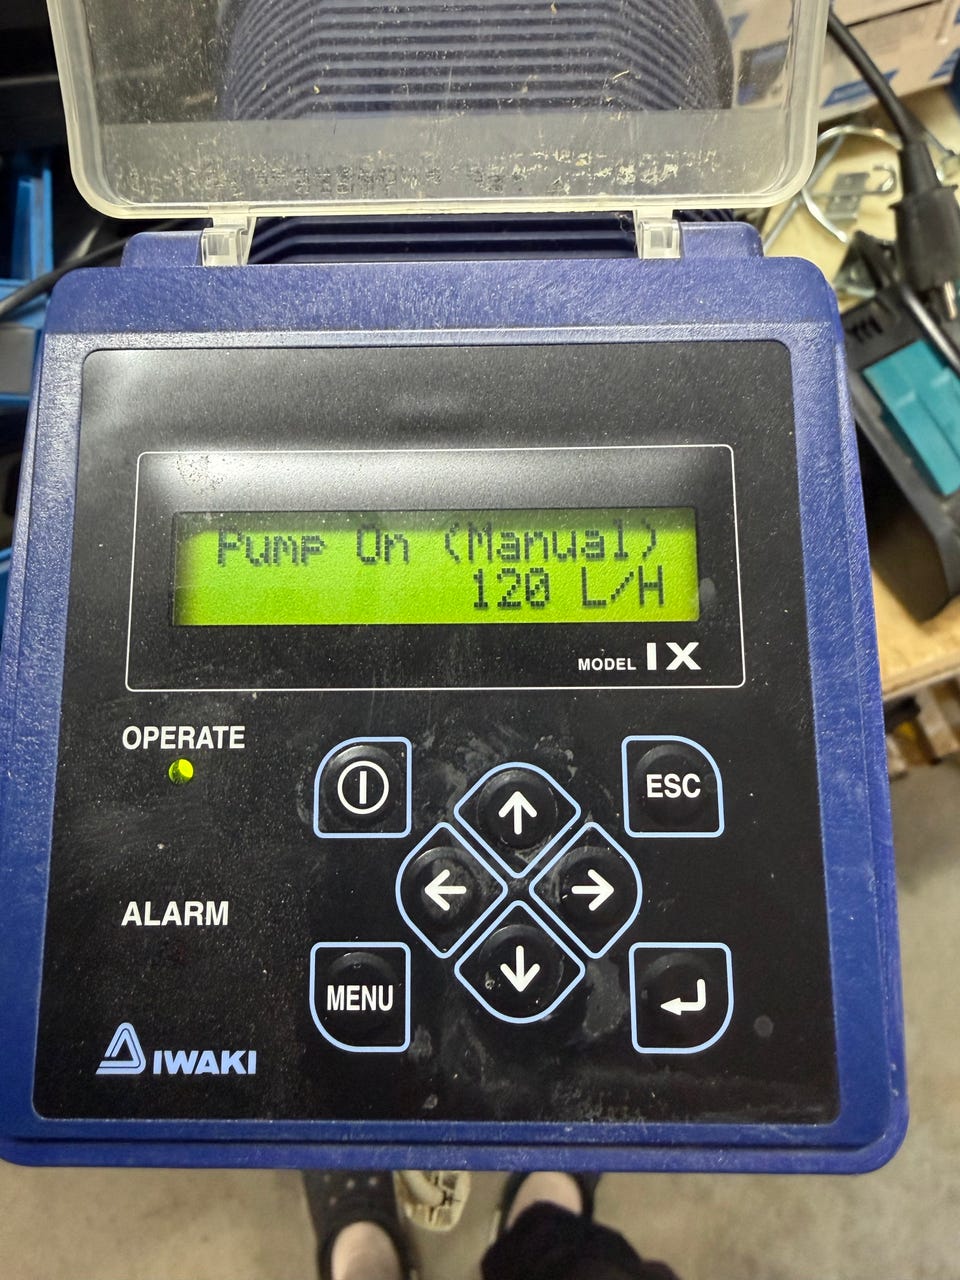 Pump On (Manual)
120 L/H
MODEL IX
OPERATE
ESC
ALARM
MENU
IWAKI